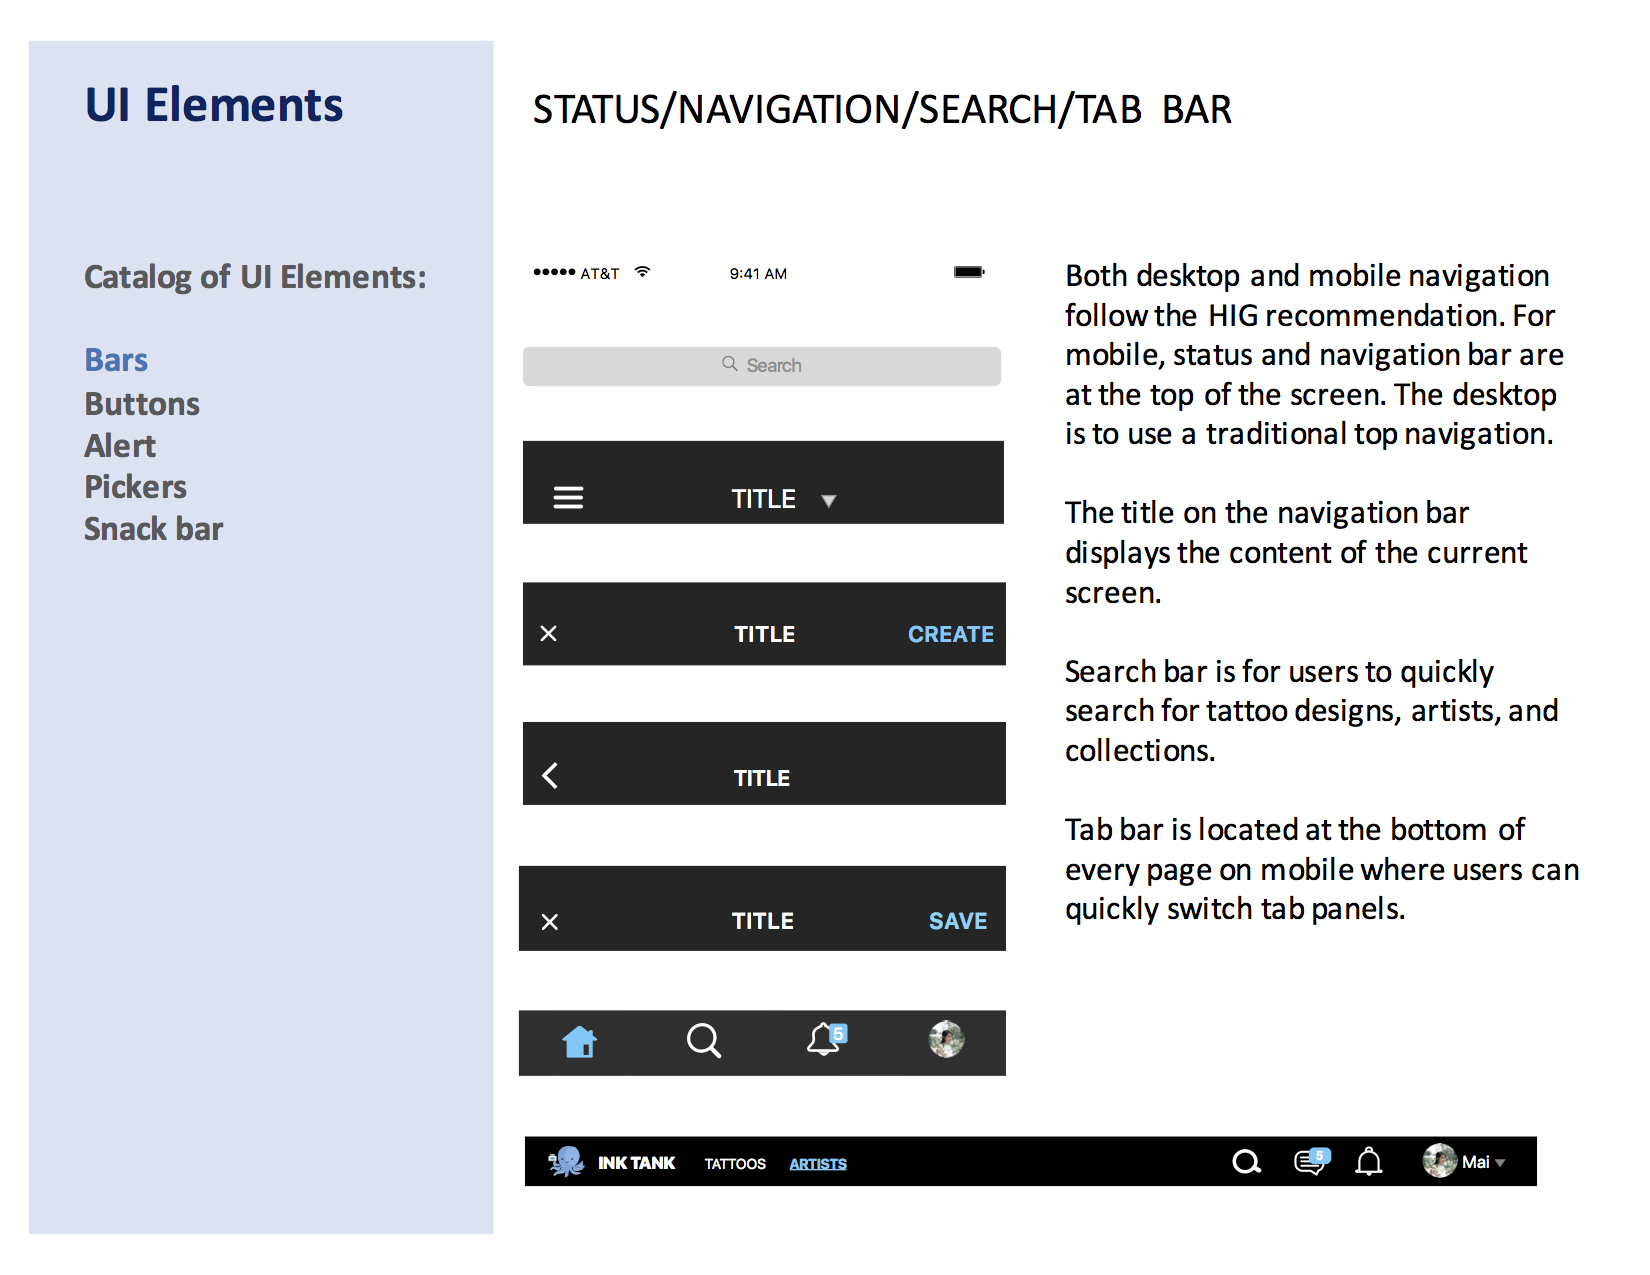 UI Elements
STATUS/NAVIGATION/SEARCH/TAB BAR
Catalog of UI Elements:
Bars
Buttons
Alert
Pickers
Snack bar
AT&T 9:41 AM
Search
TITLE
TITLE CREATE
TITLE
TITLE SAVE
5
INK TANK TATTOOS ARTISTS 5 Mai
Both desktop and mobile navigation
follow the HIG recommendation. For
mobile, status and navigation bar are
at the top of the screen. The desktop
is to use a traditional top navigation.
The title on the navigation bar
displays the content of the current
screen.
Search bar is for users to quickly
search for tattoo designs, artists, and
collections.
Tab bar is located at the bottom of
every page on mobile where users can
quickly switch tab panels.